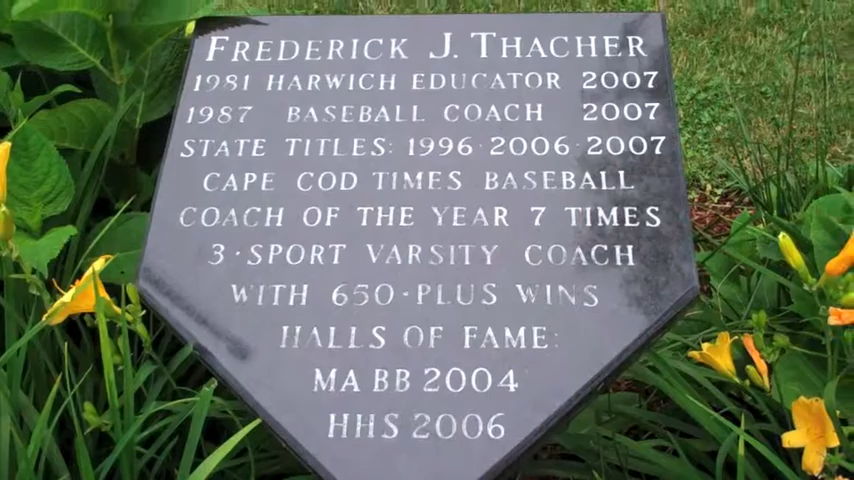 FREDERICK J. THACHER
1981 HARWICH EDUCATOR 2007
1987 BASEBALL COACH 2007
STATE TITLES: 1996 · 2006 · 2007
CAPE COD TIMES BASEBALL
COACH OF THE YEAR 7 TIMES
3·SPORT VARSITY COACH
WITH 650·PLUS WINS
HALLS OF FAME:
MA BB 2004
HHS 2006